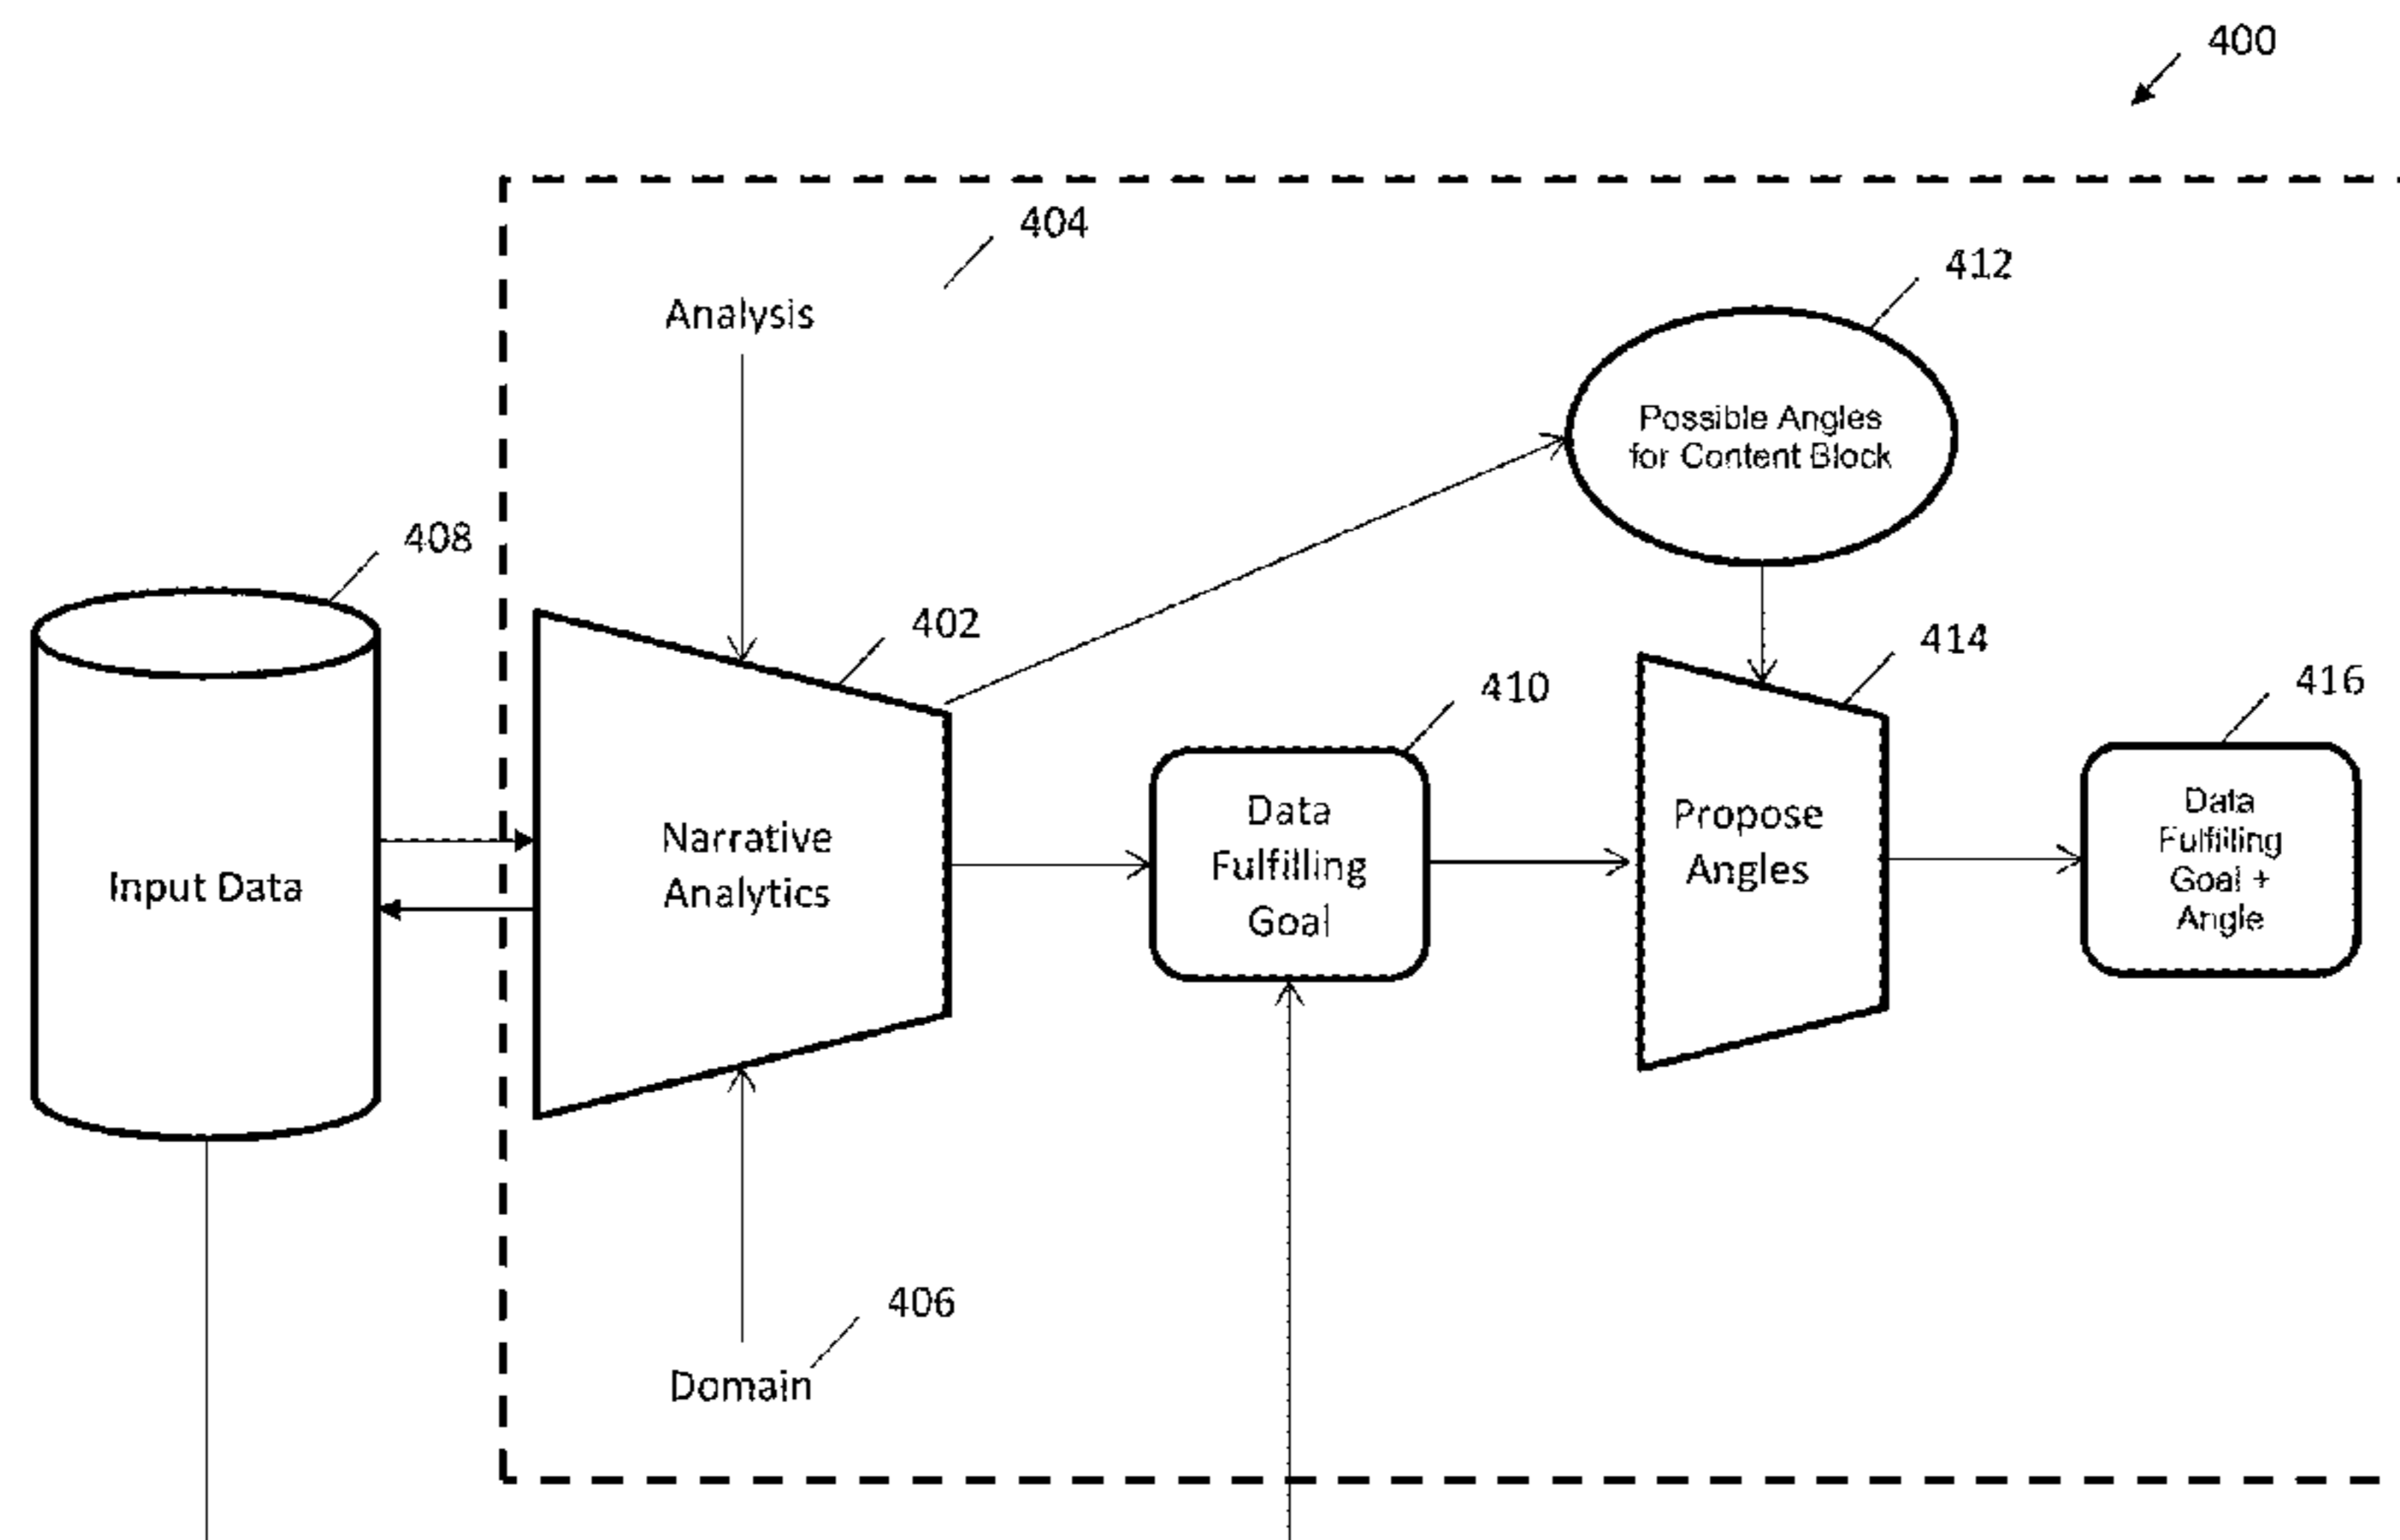 400
404
Analysis
412
Possible Angles
for Content Block
408
402
414
410
416
Input Data
Narrative
Analytics
Data
Fulfilling
Goal
Propose
Angles
Data
Fulfilling
Goal +
Angle
406
Domain